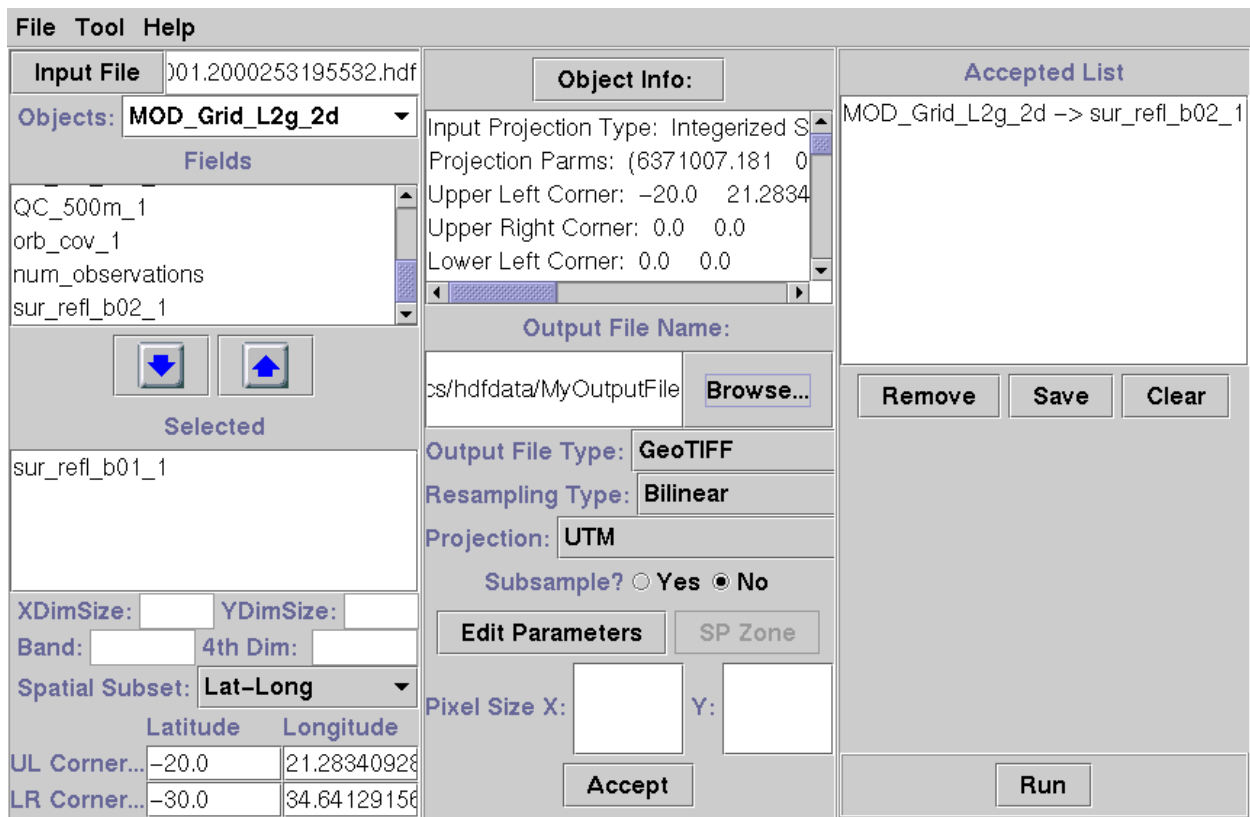 File Tool Help
Input File 001.2000253195532.hdf
Objects: MOD_Grid_L2g_2d
Fields
QC_500m_1
orb_cov_1
num_observations
sur_refl_b02_1
Selected
sur_refl_b01_1
XDimSize: YDimSize:
Band: 4th Dim:
Spatial Subset: Lat–Long
Latitude Longitude
UL Corner... –20.0 21.28340928
LR Corner... –30.0 34.64129156
Object Info:
Input Projection Type: Integerized S
Projection Parms: (6371007.181 0
Upper Left Corner: –20.0 21.2834
Upper Right Corner: 0.0 0.0
Lower Left Corner: 0.0 0.0
Output File Name:
cs/hdfdata/MyOutputFile Browse...
Output File Type: GeoTIFF
Resampling Type: Bilinear
Projection: UTM
Subsample? Yes No
Edit Parameters SP Zone
Pixel Size X: Y:
Accept
Accepted List
MOD_Grid_L2g_2d –> sur_refl_b02_1
Remove Save Clear
Run